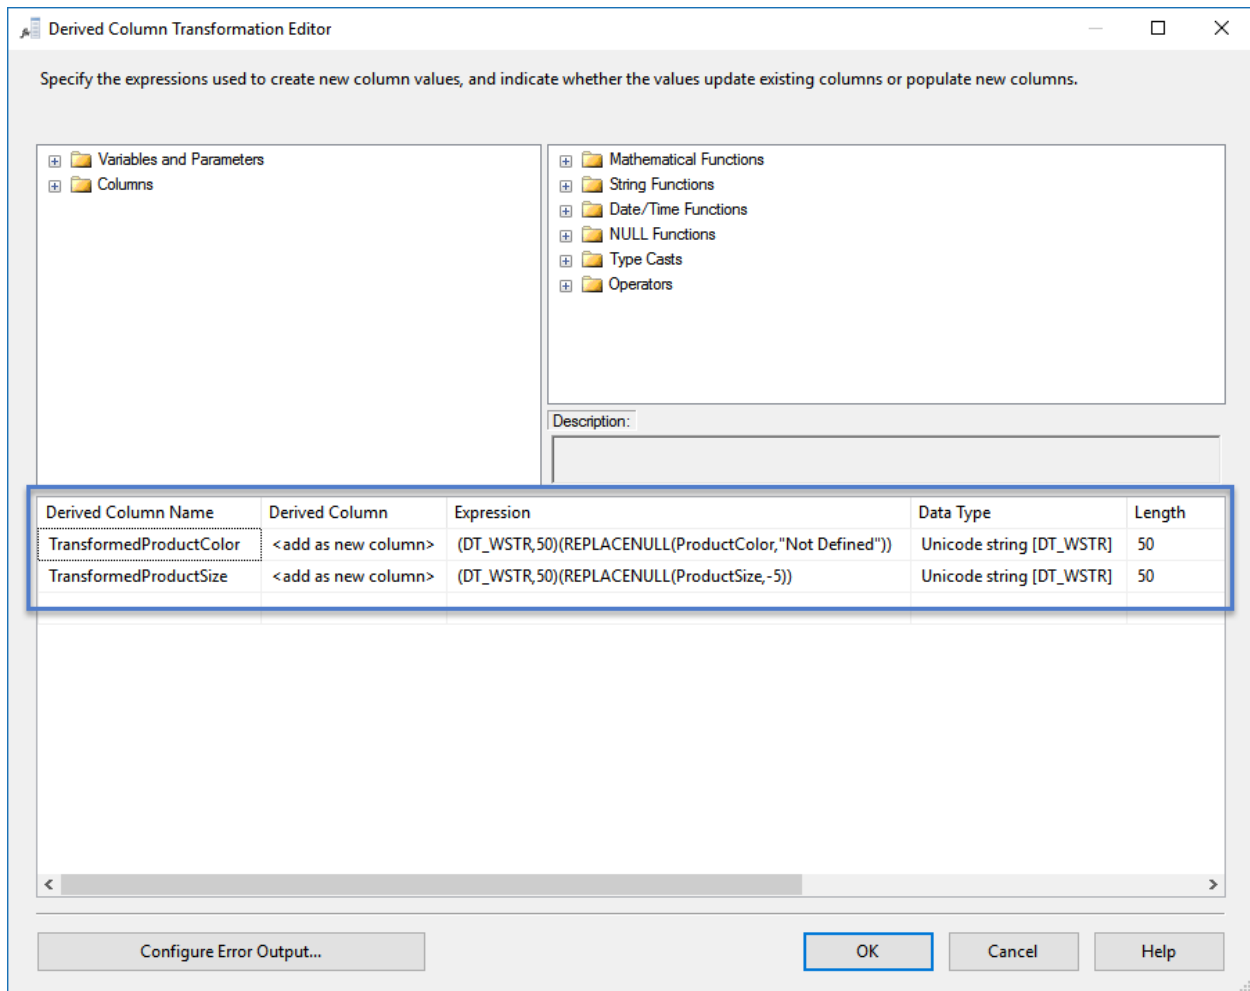 Derived Column Transformation Editor
Specify the expressions used to create new column values, and indicate whether the values update existing columns or populate new columns.
Variables and Parameters
Columns
Mathematical Functions
String Functions
Date/Time Functions
NULL Functions
Type Casts
Operators
Description:
Derived Column Name Derived Column Expression Data Type Length
TransformedProductColor <add as new column> (DT_WSTR,50)(REPLACENULL(ProductColor,"Not Defined")) Unicode string [DT_WSTR] 50
TransformedProductSize <add as new column> (DT_WSTR,50)(REPLACENULL(ProductSize,-5)) Unicode string [DT_WSTR] 50
Configure Error Output... OK Cancel Help